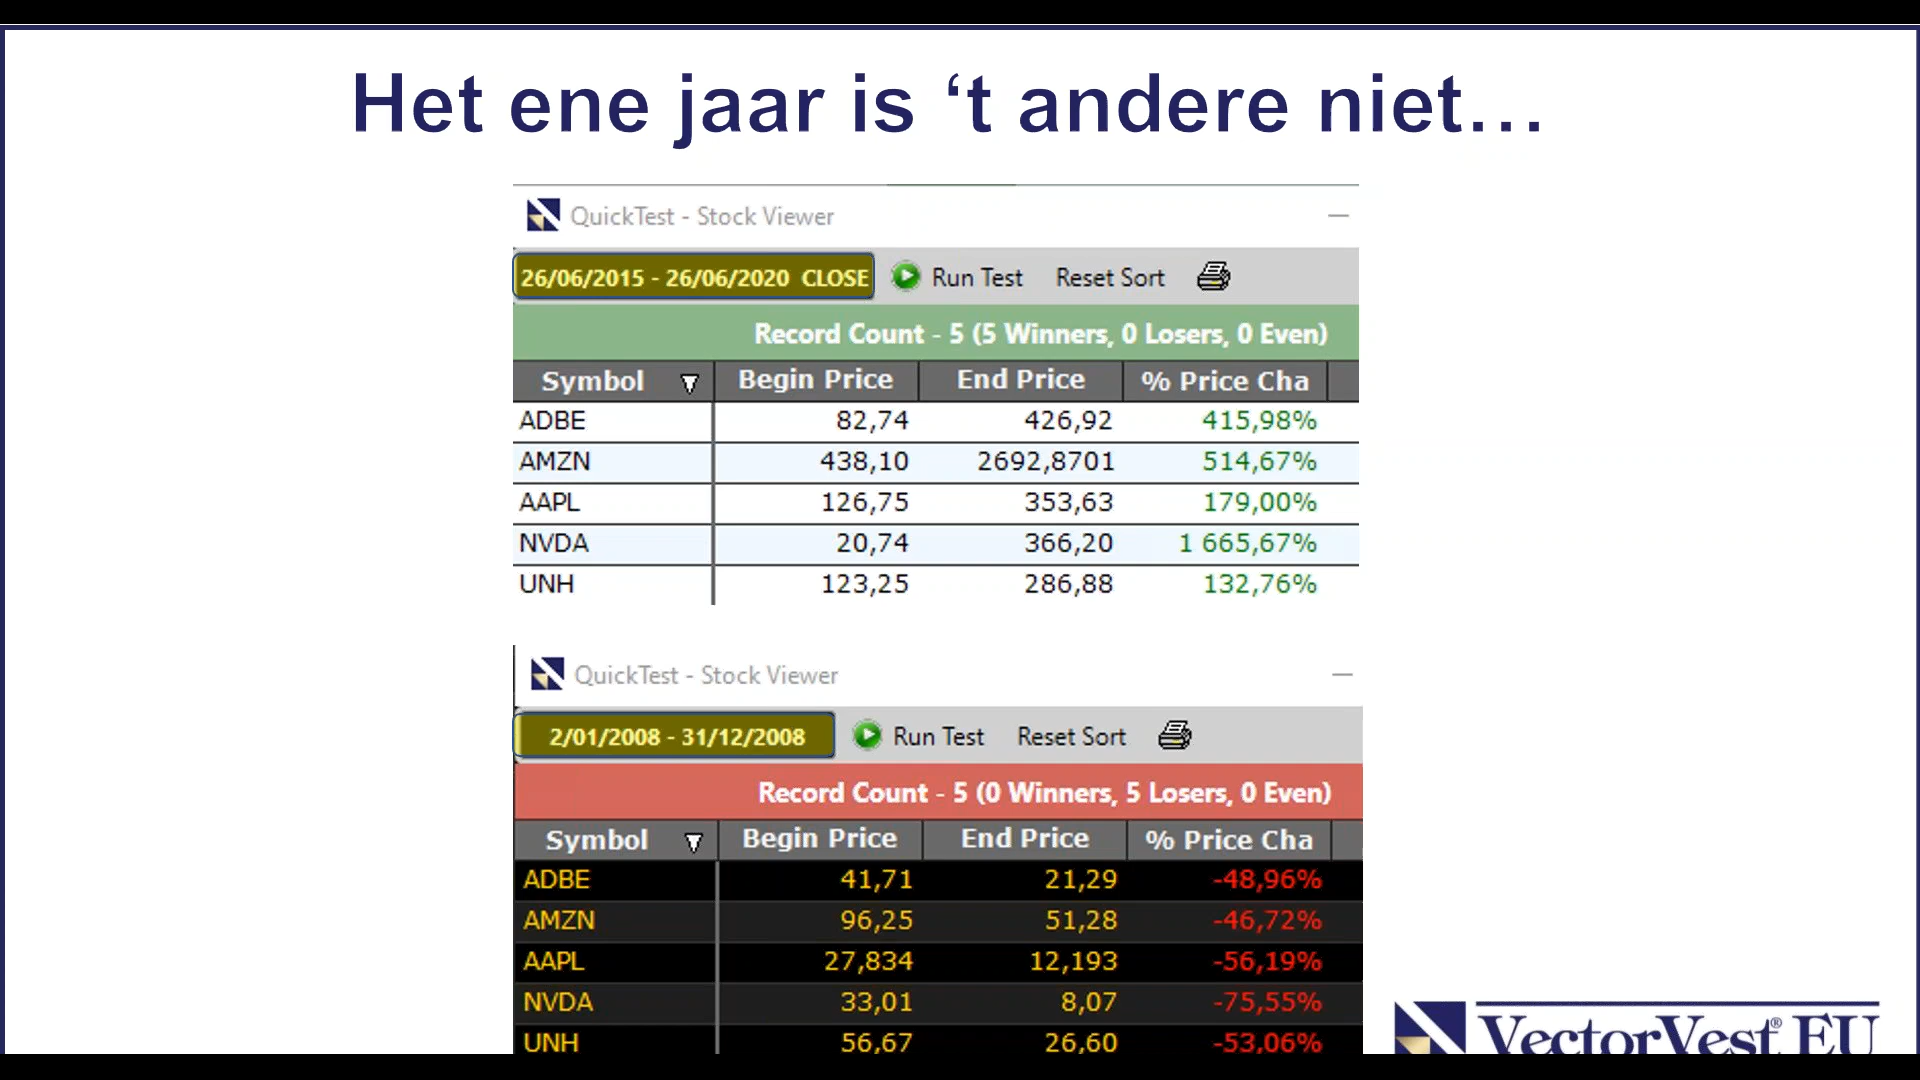 Het ene jaar is ‘t andere niet…
QuickTest - Stock Viewer
26/06/2015 - 26/06/2020 CLOSE Run Test Reset Sort
Record Count - 5 (5 Winners, 0 Losers, 0 Even)
Symbol Begin Price End Price % Price Cha
ADBE 82,74 426,92 415,98%
AMZN 438,10 2692,8701 514,67%
AAPL 126,75 353,63 179,00%
NVDA 20,74 366,20 1 665,67%
UNH 123,25 286,88 132,76%
QuickTest - Stock Viewer
2/01/2008 - 31/12/2008 Run Test Reset Sort
Record Count - 5 (0 Winners, 5 Losers, 0 Even)
Symbol Begin Price End Price % Price Cha
ADBE 41,71 21,29 -48,96%
AMZN 96,25 51,28 -46,72%
AAPL 27,834 12,193 -56,19%
NVDA 33,01 8,07 -75,55%
UNH 56,67 26,60 -53,06%
VectorVest® EU